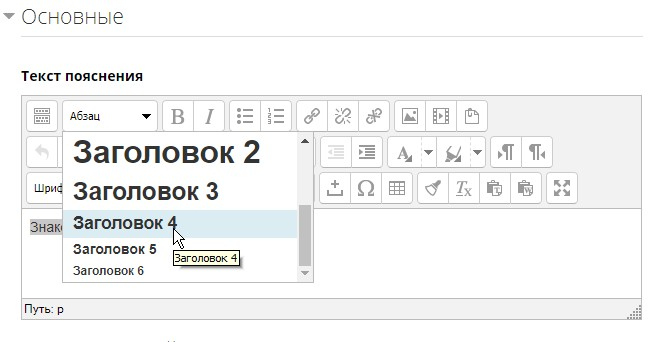 Основные
Текст пояснения
Абзац
B I
Заголовок 2
Заголовок 3
Шриф
Заголовок 4
Знак
Заголовок 5
Заголовок 4
Заголовок 6
Путь: p